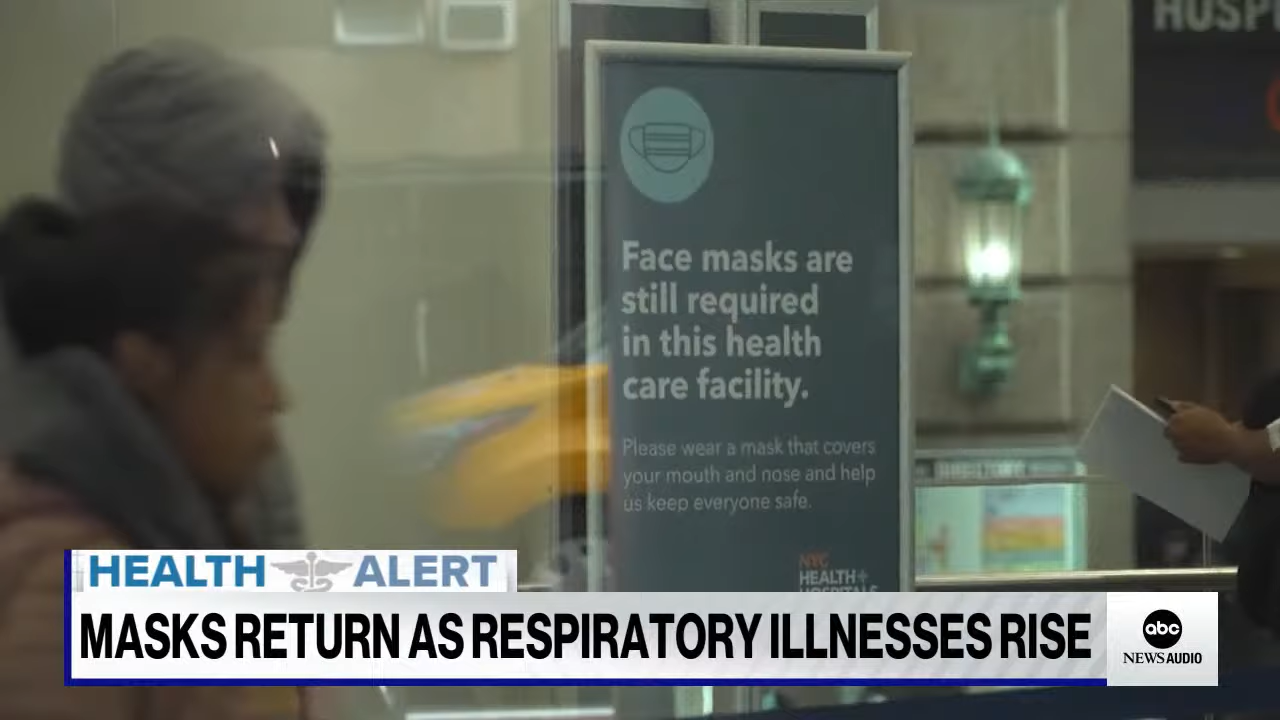 Face masks are
still required
in this health
care facility.
Please wear a mask that covers
your mouth and nose and help
us keep everyone safe.
NYC
HEALTH+
HOSPITALS
HEALTH ALERT
MASKS RETURN AS RESPIRATORY ILLNESSES RISE
abc
NEWS AUDIO